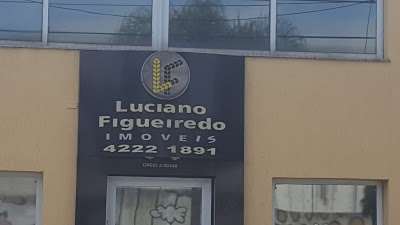 Luciano
Figueiredo
IMOVEIS
4222 1891